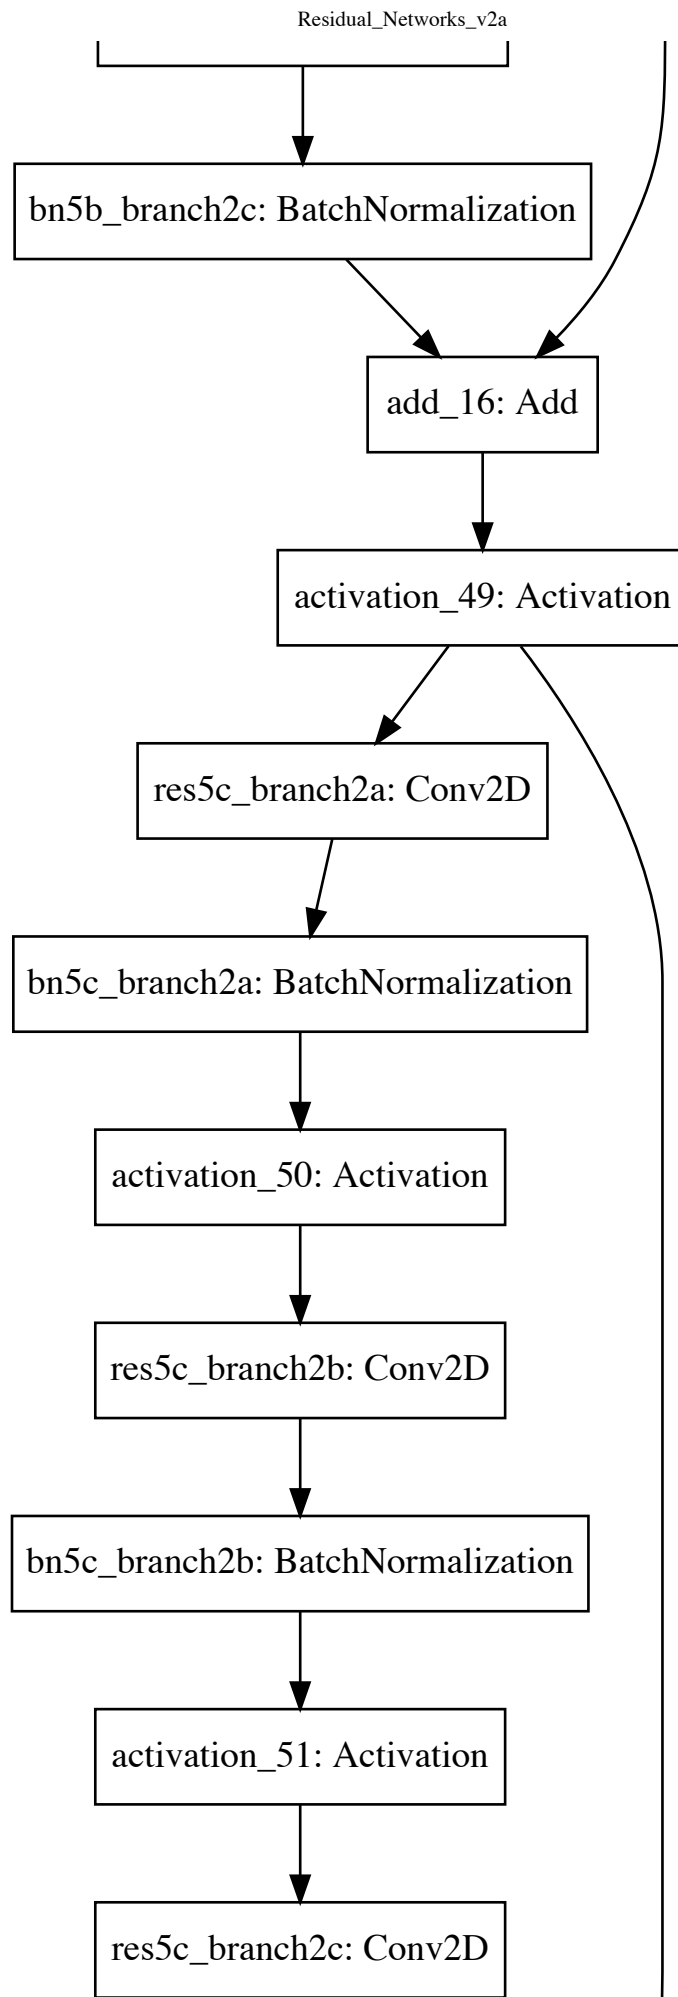 Residual_Networks_v2a
bn5b_branch2c: BatchNormalization
add_16: Add
activation_49: Activation
res5c_branch2a: Conv2D
bn5c_branch2a: BatchNormalization
activation_50: Activation
res5c_branch2b: Conv2D
bn5c_branch2b: BatchNormalization
activation_51: Activation
res5c_branch2c: Conv2D